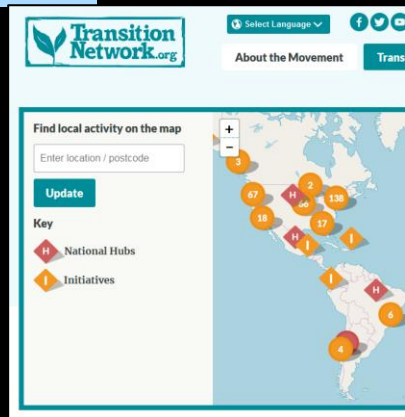 Transition
Network.org
Select Language
About the Movement
Trans
Find local activity on the map
Enter location / postcode
Update
Key
H National Hubs
I Initiatives
+
−
3
67
H
2
138
18
17
H
I
I
I
H
6
4